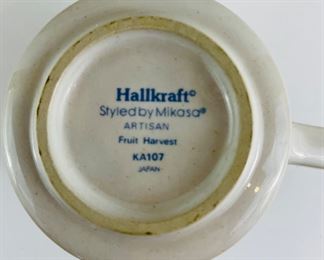 Hallkraft©
Styled by Mikasa®
ARTISAN
Fruit Harvest
KA107
JAPAN